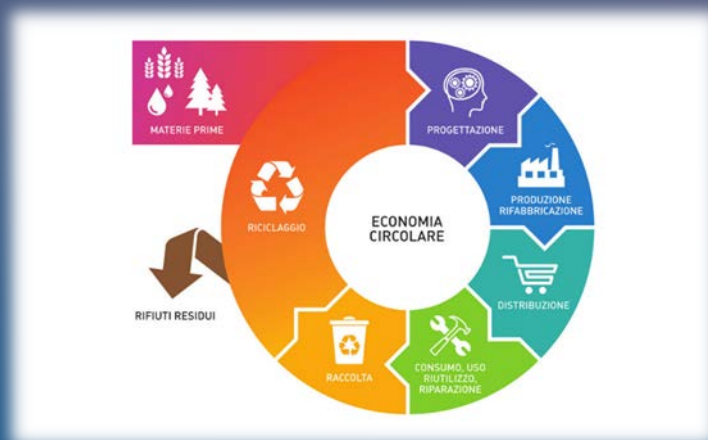 MATERIE PRIME
PROGETTAZIONE
PRODUZIONE
RIFABBRICAZIONE
RICICLAGGIO
ECONOMIA
CIRCOLARE
DISTRIBUZIONE
RIFIUTI RESIDUI
RACCOLTA
CONSUMO, USO
RIUTILIZZO,
RIPARAZIONE